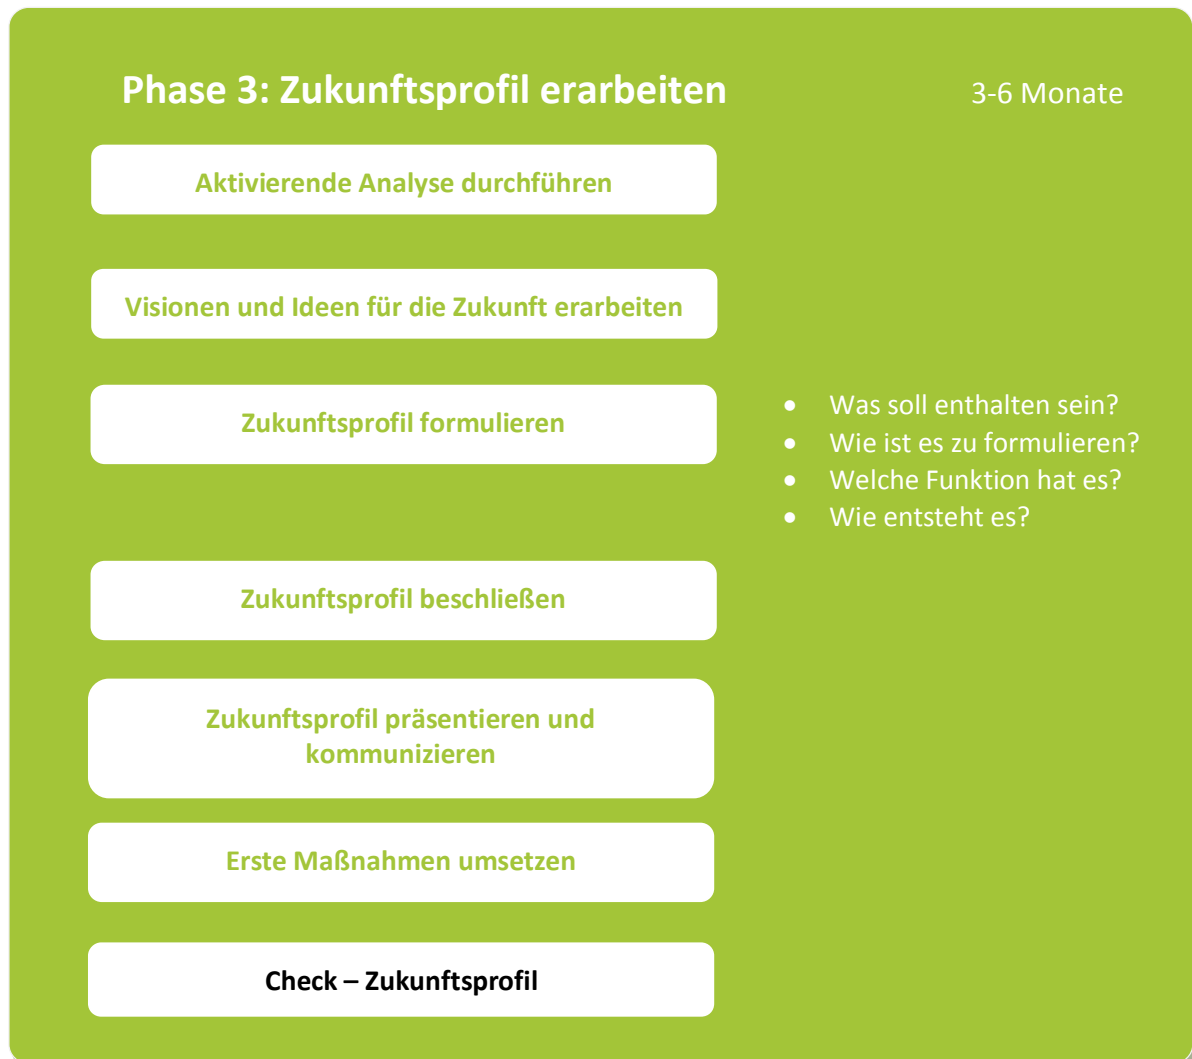 Phase 3: Zukunftsprofil erarbeiten
3-6 Monate
Aktivierende Analyse durchführen
Visionen und Ideen für die Zukunft erarbeiten
Zukunftsprofil formulieren
• Was soll enthalten sein?
• Wie ist es zu formulieren?
• Welche Funktion hat es?
• Wie entsteht es?
Zukunftsprofil beschließen
Zukunftsprofil präsentieren und
kommunizieren
Erste Maßnahmen umsetzen
Check – Zukunftsprofil